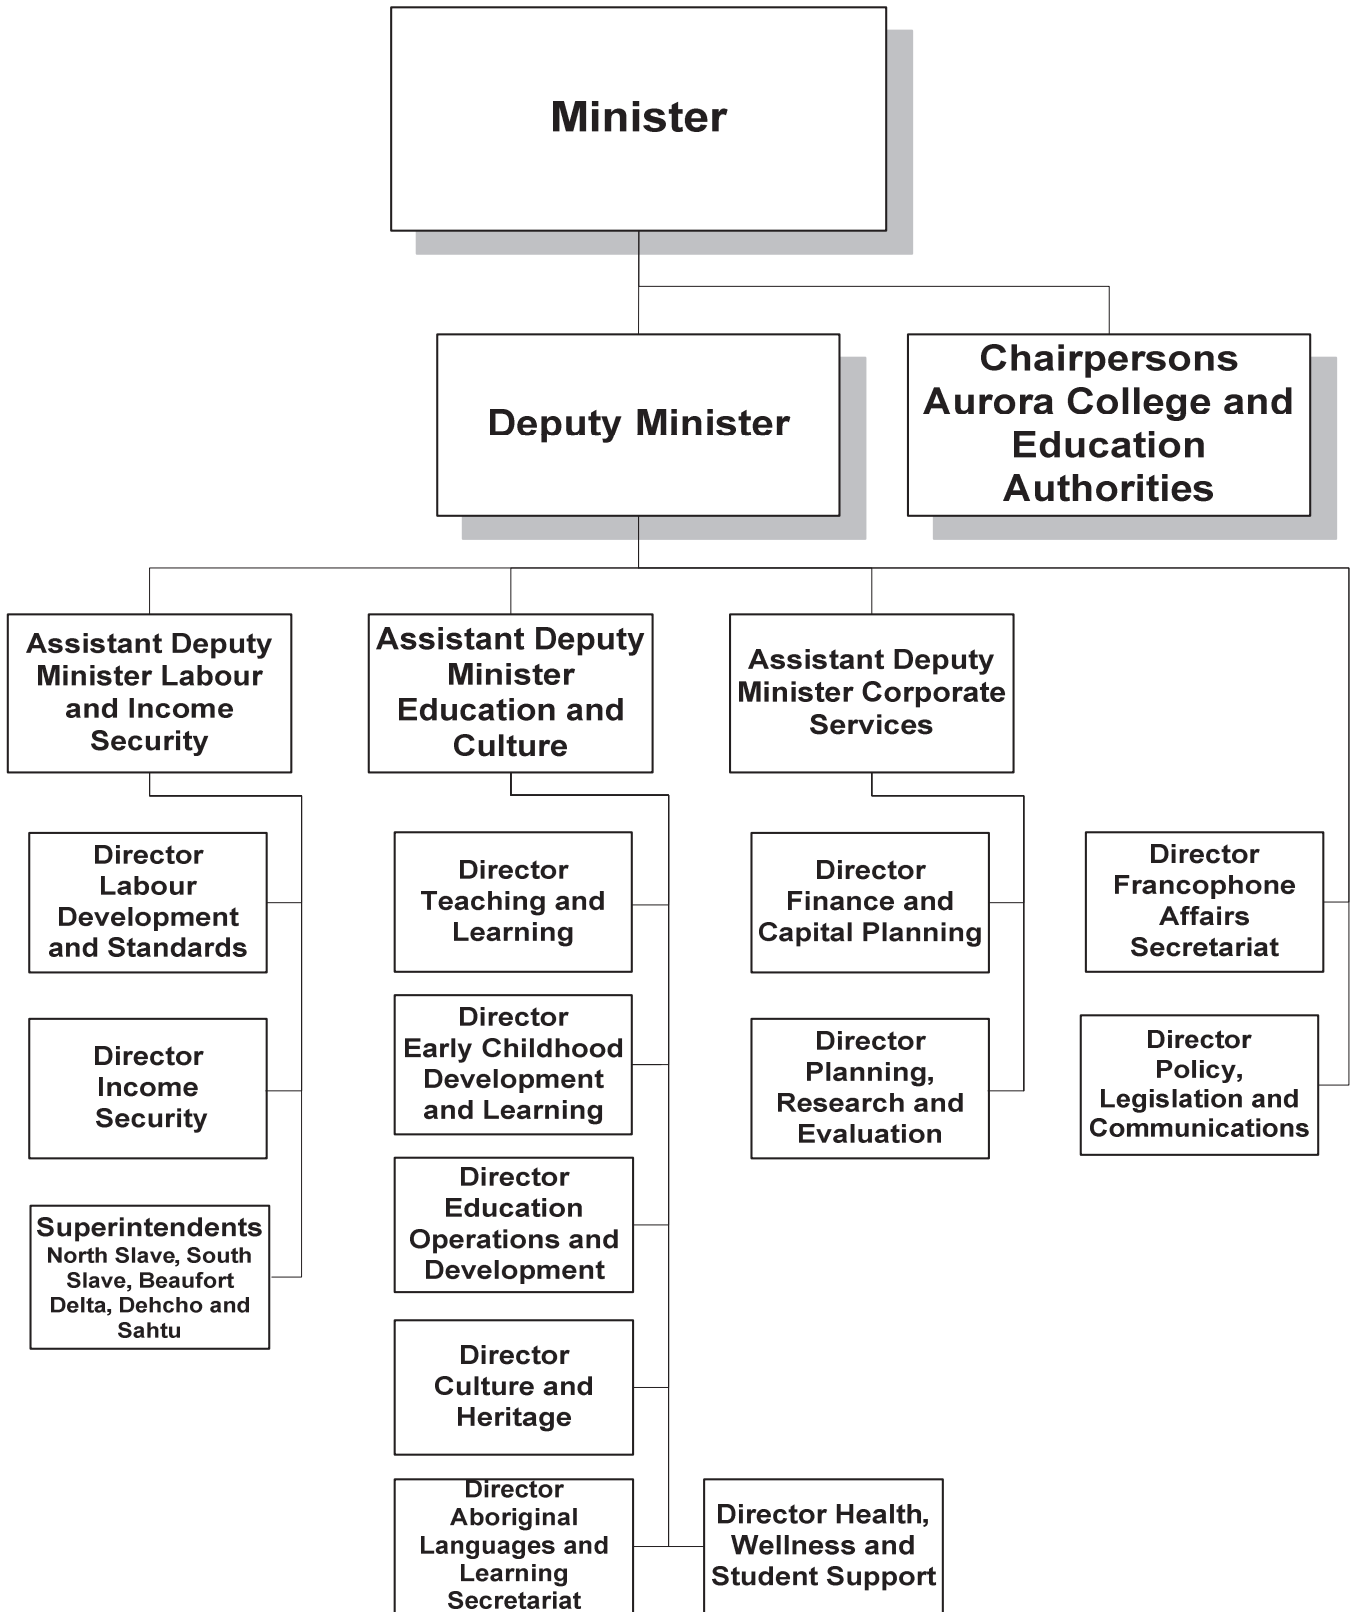 Minister
Deputy Minister
Chairpersons
Aurora College and
Education
Authorities
Assistant Deputy
Minister Labour
and Income
Security
Assistant Deputy
Minister
Education and
Culture
Assistant Deputy
Minister Corporate
Services
Director
Labour
Development
and Standards
Director
Income
Security
Superintendents
North Slave, South
Slave, Beaufort
Delta, Dehcho and
Sahtu
Director
Teaching and
Learning
Director
Early Childhood
Development
and Learning
Director
Education
Operations and
Development
Director
Culture and
Heritage
Director
Aboriginal
Languages and
Learning
Secretariat
Director Health,
Wellness and
Student Support
Director
Finance and
Capital Planning
Director
Planning,
Research and
Evaluation
Director
Francophone
Affairs
Secretariat
Director
Policy,
Legislation and
Communications